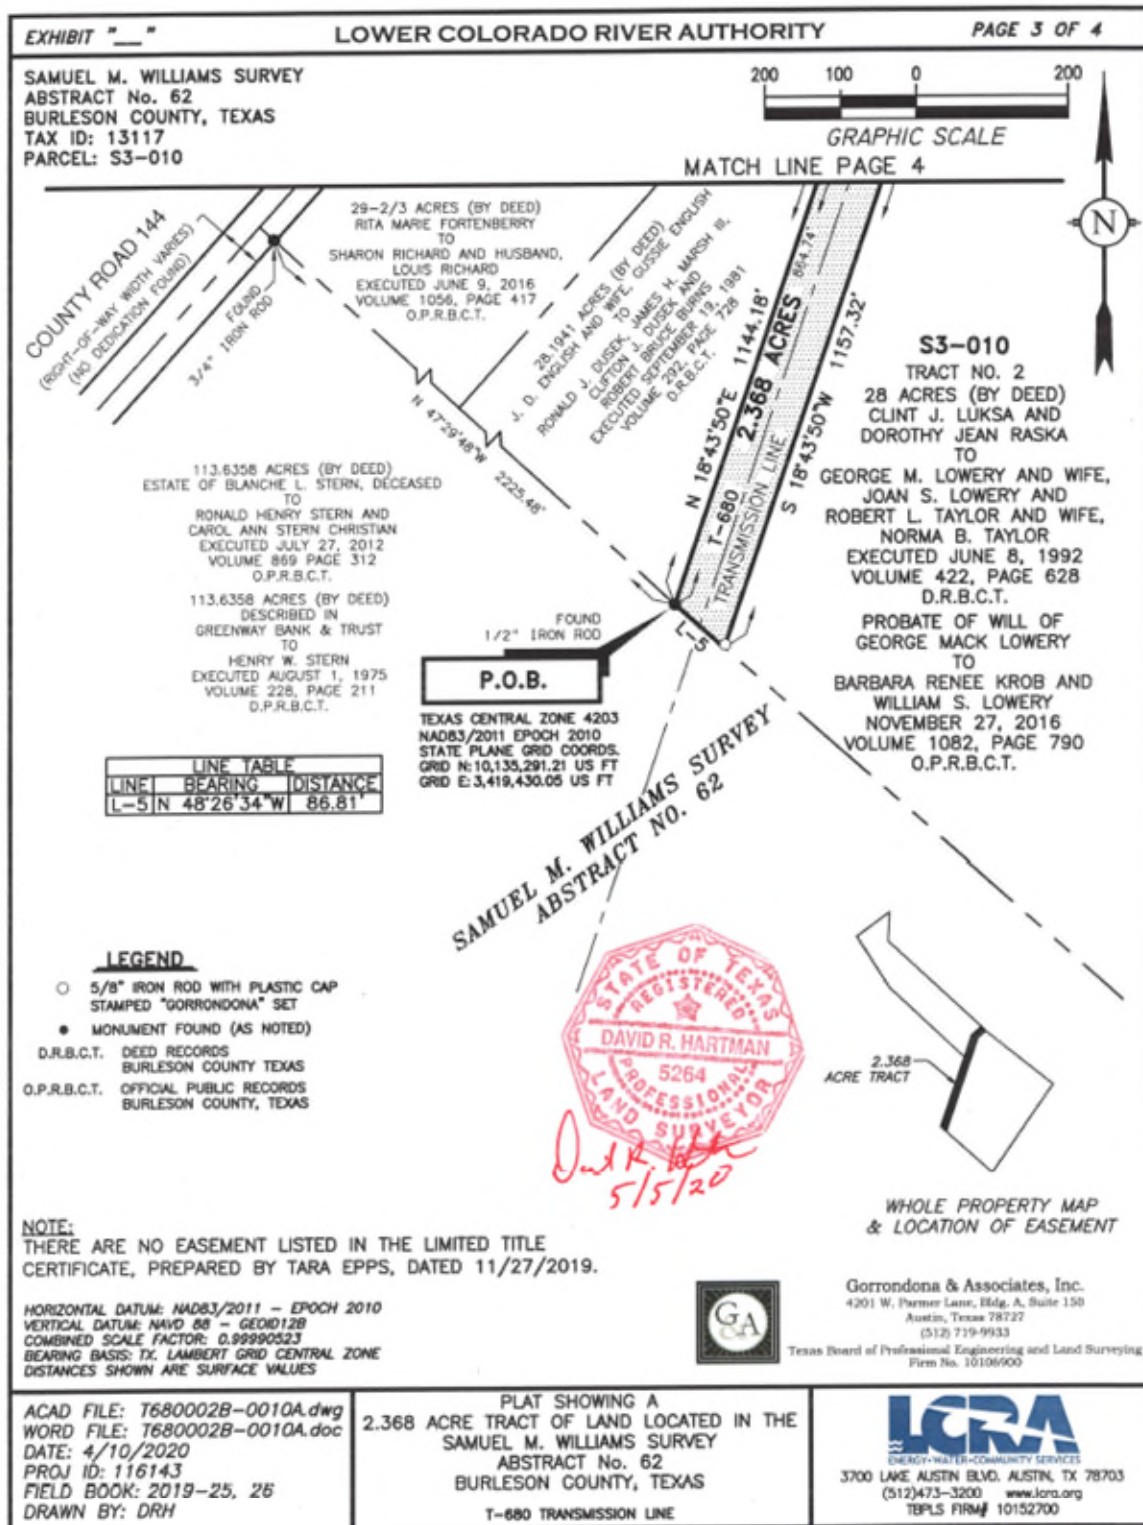 EXHIBIT "__"
LOWER COLORADO RIVER AUTHORITY
PAGE 3 OF 4
SAMUEL M. WILLIAMS SURVEY
ABSTRACT No. 62
BURLESON COUNTY, TEXAS
TAX ID: 13117
PARCEL: S3-010
200 100 0 200
GRAPHIC SCALE
MATCH LINE PAGE 4
N
COUNTY ROAD 144
(RIGHT-OF-WAY WIDTH VARIES)
(NO DEDICATION FOUND)
FOUND
3/4" IRON ROD
29-2/3 ACRES (BY DEED)
RITA MARIE FORTENBERRY
TO
SHARON RICHARD AND HUSBAND,
LOUIS RICHARD
EXECUTED JUNE 9, 2016
VOLUME 1056, PAGE 417
O.P.R.B.C.T.
28.1941 ACRES (BY DEED)
J. D. ENGLISH AND WIFE, GUSSIE ENGLISH
TO
RONALD J. DUSEK, JAMES H. MARSH III,
CLIFTON J. DUSEK AND
ROBERT BRUCE BURNS
EXECUTED SEPTEMBER 19, 1981
VOLUME 292, PAGE 728
D.R.B.C.T.
N 47°29'48"W 2225.48'
N 18°43'50"E 1144.18'
2.368 ACRES
864.74'
T-680
TRANSMISSION LINE
S 18°43'50"W 1157.32'
S3-010
TRACT NO. 2
28 ACRES (BY DEED)
CLINT J. LUKSA AND
DOROTHY JEAN RASKA
TO
GEORGE M. LOWERY AND WIFE,
JOAN S. LOWERY AND
ROBERT L. TAYLOR AND WIFE,
NORMA B. TAYLOR
EXECUTED JUNE 8, 1992
VOLUME 422, PAGE 628
D.R.B.C.T.
PROBATE OF WILL OF
GEORGE MACK LOWERY
TO
BARBARA RENEE KROB AND
WILLIAM S. LOWERY
NOVEMBER 27, 2016
VOLUME 1082, PAGE 790
O.P.R.B.C.T.
113.6358 ACRES (BY DEED)
ESTATE OF BLANCHE L. STERN, DECEASED
TO
RONALD HENRY STERN AND
CAROL ANN STERN CHRISTIAN
EXECUTED JULY 27, 2012
VOLUME 869 PAGE 312
O.P.R.B.C.T.
113.6358 ACRES (BY DEED)
DESCRIBED IN
GREENWAY BANK & TRUST
TO
HENRY W. STERN
EXECUTED AUGUST 1, 1975
VOLUME 228, PAGE 211
D.R.B.C.T.
FOUND
1/2" IRON ROD
L-5
P.O.B.
TEXAS CENTRAL ZONE 4203
NAD83/2011 EPOCH 2010
STATE PLANE GRID COORDS.
GRID N:10,135,291.21 US FT
GRID E:3,419,430.05 US FT
LINE TABLE
LINE BEARING DISTANCE
L-5 N 48°26'34"W 86.81'
SAMUEL M. WILLIAMS SURVEY
ABSTRACT NO. 62
LEGEND
5/8" IRON ROD WITH PLASTIC CAP
STAMPED "GORRONDONA" SET
MONUMENT FOUND (AS NOTED)
D.R.B.C.T. DEED RECORDS
BURLESON COUNTY TEXAS
O.P.R.B.C.T. OFFICIAL PUBLIC RECORDS
BURLESON COUNTY, TEXAS
STATE OF TEXAS
REGISTERED
DAVID R. HARTMAN
5264
PROFESSIONAL
LAND SURVEYOR
5/5/20
2.368
ACRE TRACT
WHOLE PROPERTY MAP
& LOCATION OF EASEMENT
NOTE:
THERE ARE NO EASEMENT LISTED IN THE LIMITED TITLE
CERTIFICATE, PREPARED BY TARA EPPS, DATED 11/27/2019.
HORIZONTAL DATUM: NAD83/2011 - EPOCH 2010
VERTICAL DATUM: NAVD 88 - GEOID12B
COMBINED SCALE FACTOR: 0.99990523
BEARING BASIS: TX. LAMBERT GRID CENTRAL ZONE
DISTANCES SHOWN ARE SURFACE VALUES
G&A
Gorrondona & Associates, Inc.
4201 W. Parmer Lane, Bldg. A, Suite 150
Austin, Texas 78727
(512) 719-9933
Texas Board of Professional Engineering and Land Surveying
Firm No. 10106900
ACAD FILE: T680002B-0010A.dwg
WORD FILE: T680002B-0010A.doc
DATE: 4/10/2020
PROJ ID: 116143
FIELD BOOK: 2019-25, 26
DRAWN BY: DRH
PLAT SHOWING A
2.368 ACRE TRACT OF LAND LOCATED IN THE
SAMUEL M. WILLIAMS SURVEY
ABSTRACT No. 62
BURLESON COUNTY, TEXAS
T-680 TRANSMISSION LINE
LCRA
ENERGY•WATER•COMMUNITY SERVICES
3700 LAKE AUSTIN BLVD. AUSTIN, TX 78703
(512)473-3200 www.lcra.org
TBPLS FIRM# 10152700